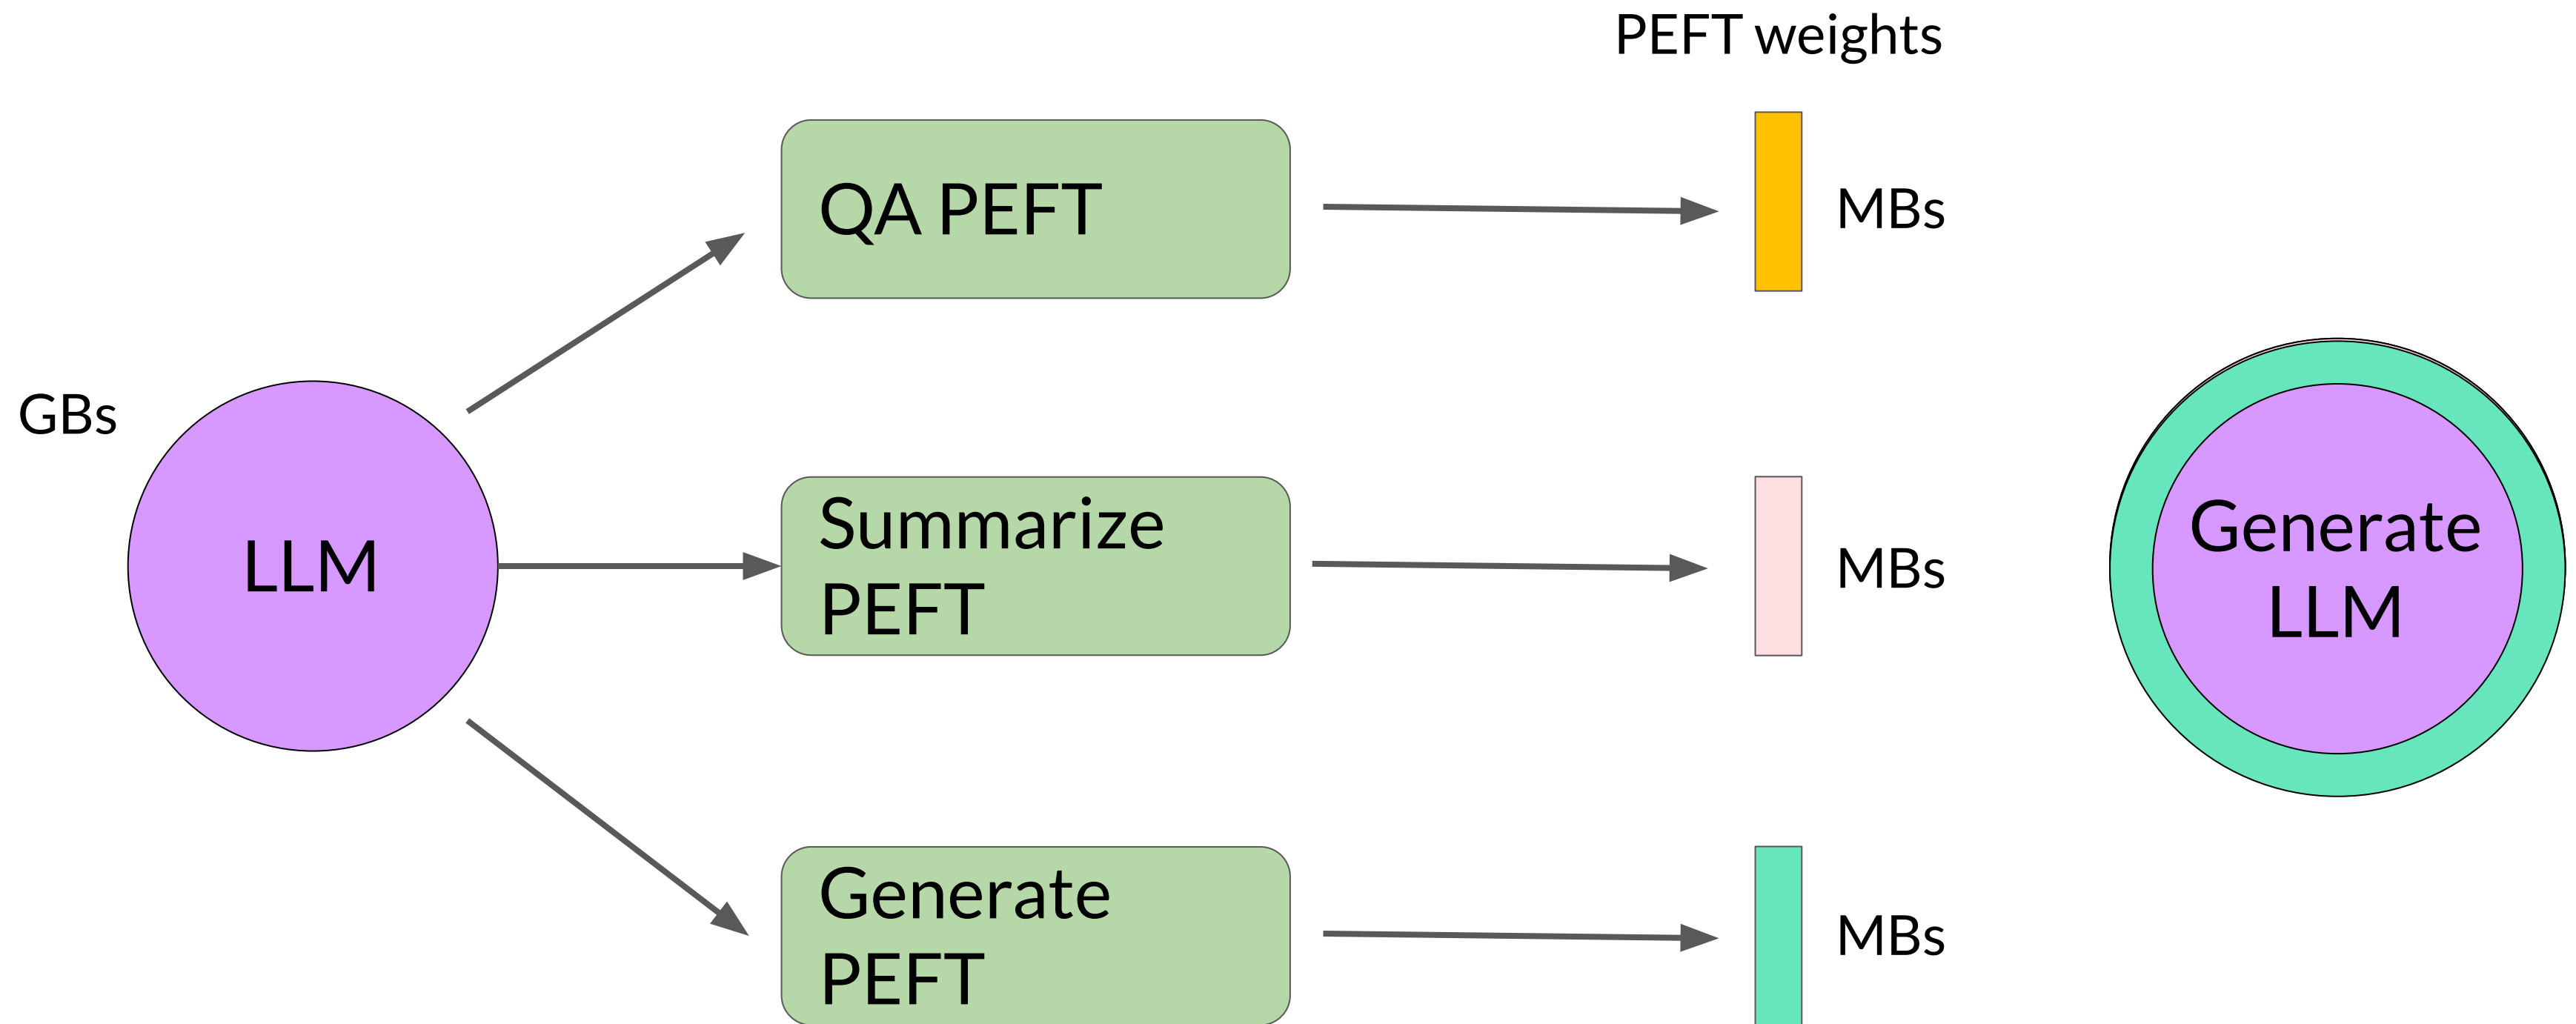 PEFT weights
QA PEFT
MBs
GBs
LLM
Summarize
PEFT
MBs
Generate
LLM
Generate
PEFT
MBs